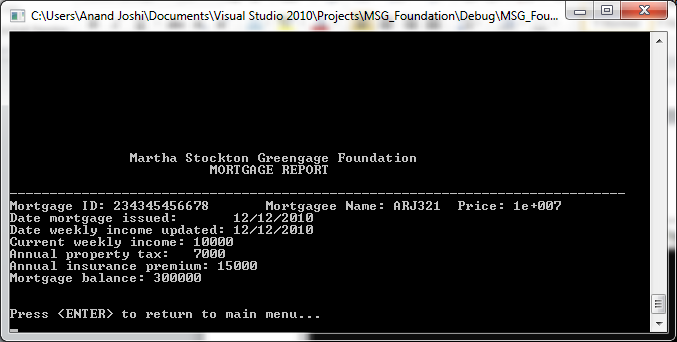 C:\Users\Anand Joshi\Documents\Visual Studio 2010\Projects\MSG_Foundation\Debug\MSG_Fou...
Martha Stockton Greengage Foundation
MORTGAGE REPORT
Mortgage ID: 234345456678 Mortgagee Name: ARJ321 Price: 1e+007
Date mortgage issued: 12/12/2010
Date weekly income updated: 12/12/2010
Current weekly income: 10000
Annual property tax: 7000
Annual insurance premium: 15000
Mortgage balance: 300000
Press <ENTER> to return to main menu...